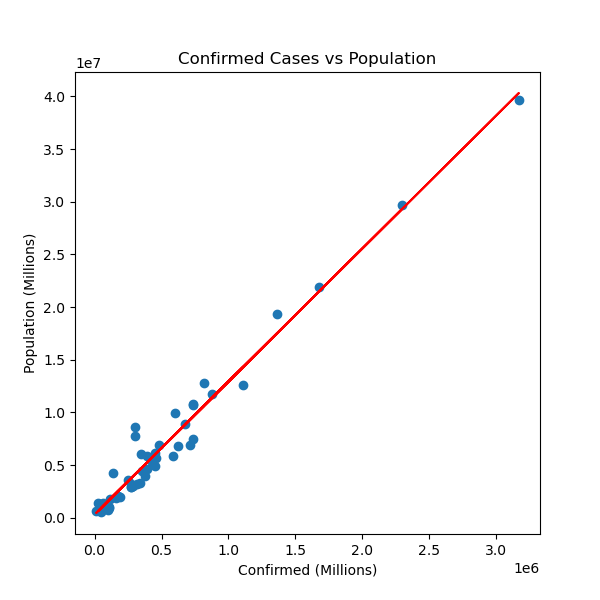 Confirmed Cases vs Population
1e7
4.0
3.5
3.0
2.5
2.0
1.5
1.0
0.5
0.0
Population (Millions)
0.0 0.5 1.0 1.5 2.0 2.5 3.0
1e6
Confirmed (Millions)